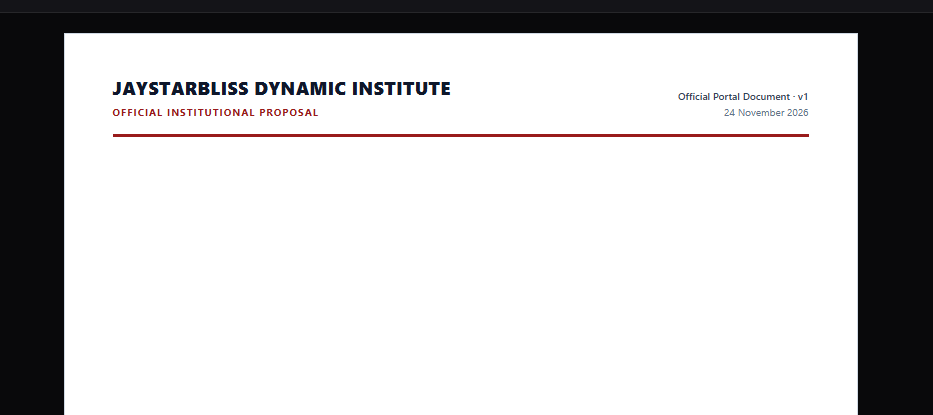 JAYSTARBLISS DYNAMIC INSTITUTE
OFFICIAL INSTITUTIONAL PROPOSAL
Official Portal Document · v1
24 November 2026